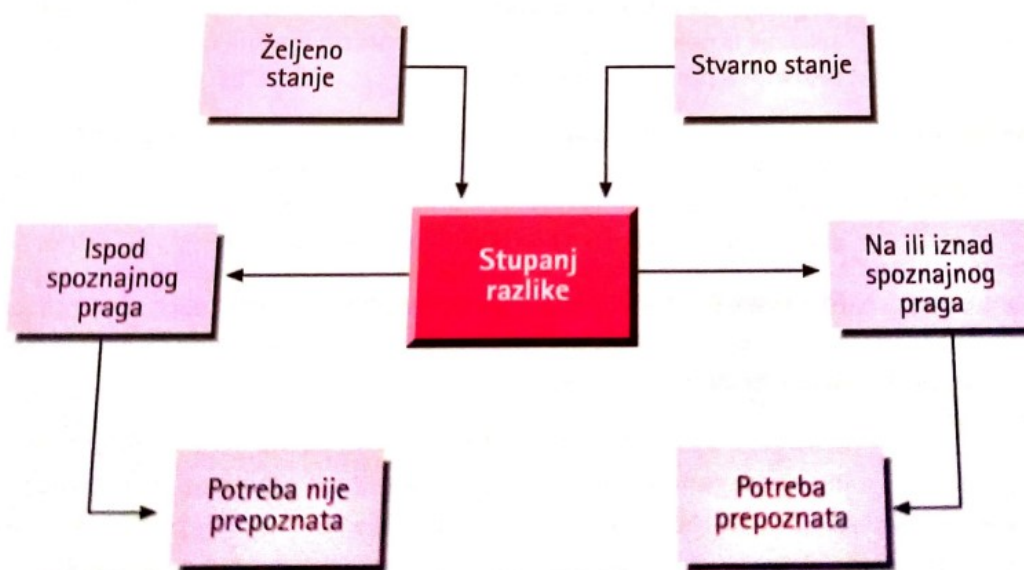 Željeno
stanje
Stvarno stanje
Stupanj
razlike
Ispod
spoznajnog
praga
Na ili iznad
spoznajnog
praga
Potreba nije
prepoznata
Potreba
prepoznata